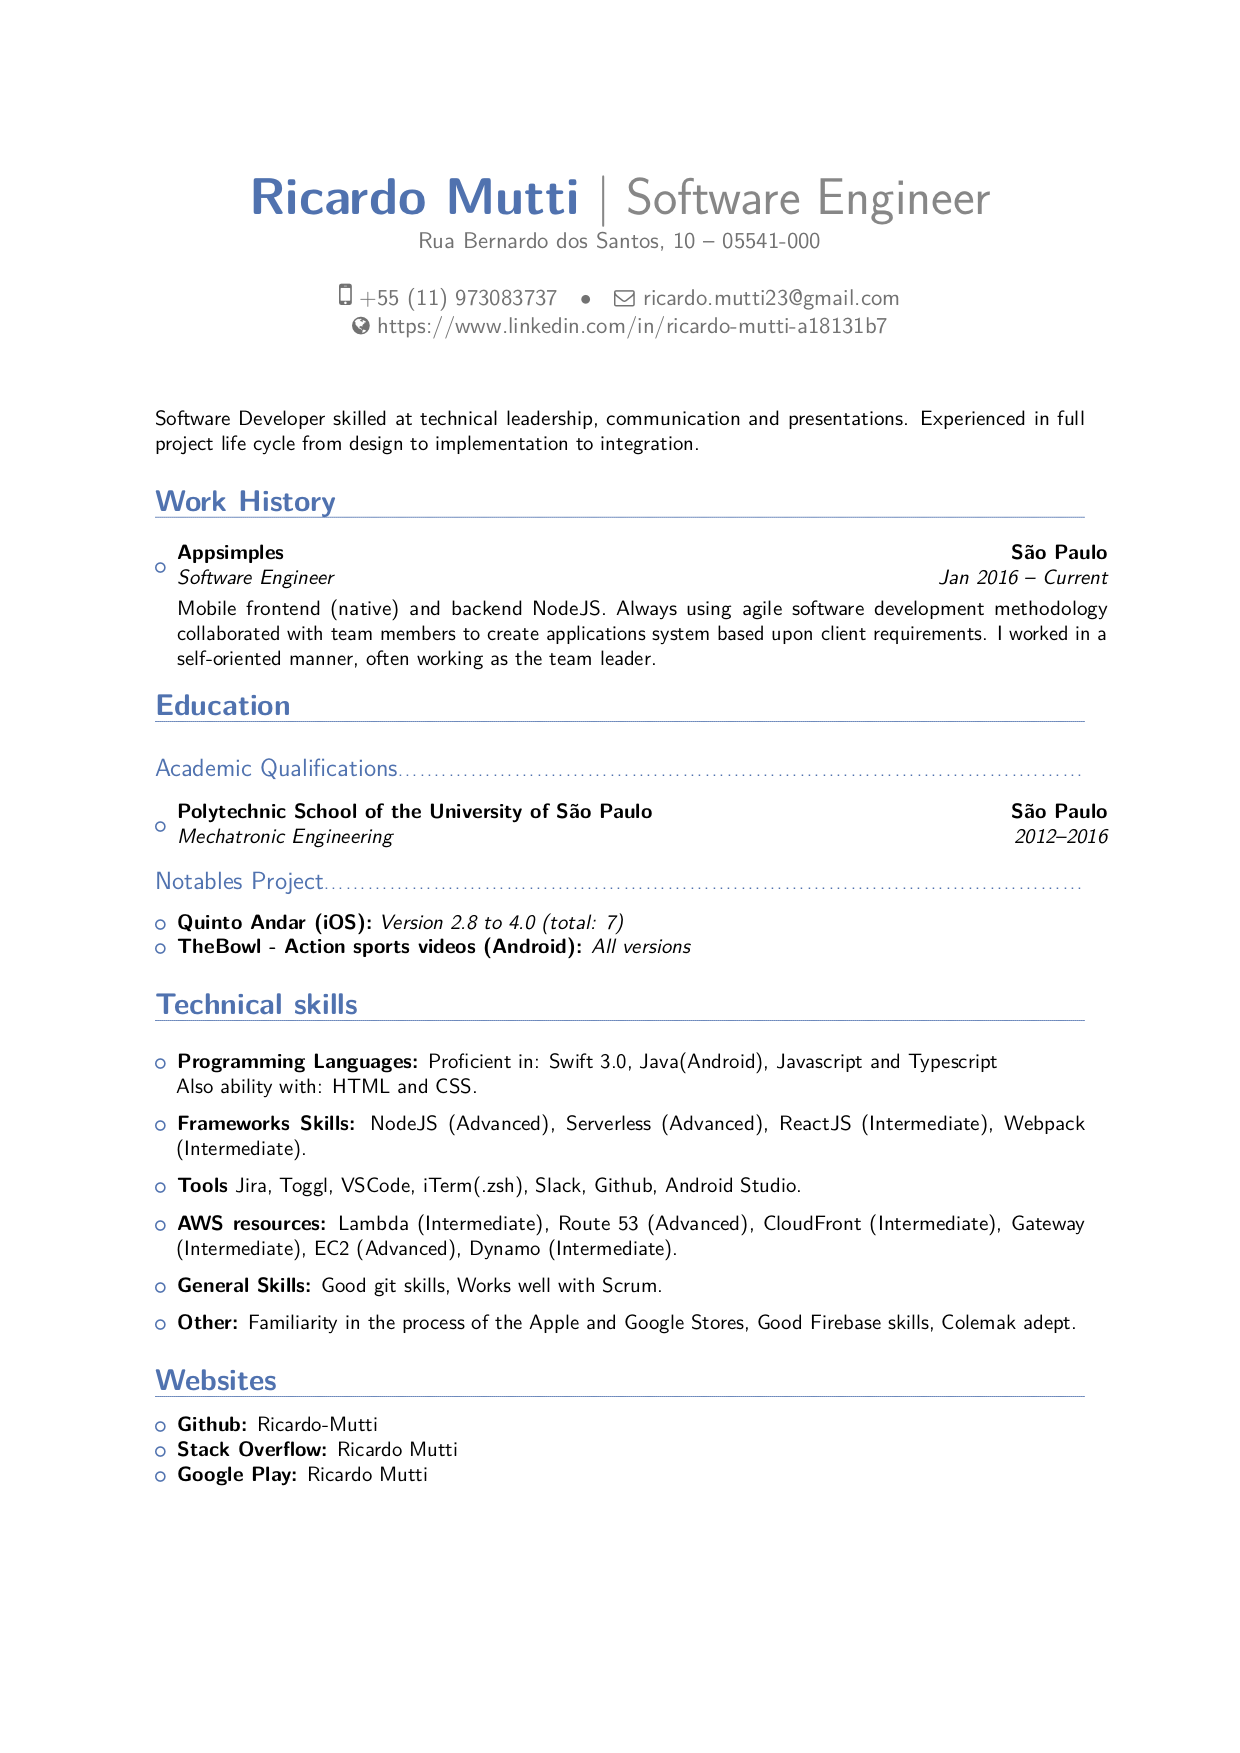 Ricardo Mutti | Software Engineer
Rua Bernardo dos Santos, 10 – 05541-000
+55 (11) 973083737 • ricardo.mutti23@gmail.com
https://www.linkedin.com/in/ricardo-mutti-a18131b7
Software Developer skilled at technical leadership, communication and presentations. Experienced in full
project life cycle from design to implementation to integration.
Work History
Appsimples São Paulo
Software Engineer Jan 2016 – Current
Mobile frontend (native) and backend NodeJS. Always using agile software development methodology
collaborated with team members to create applications system based upon client requirements. I worked in a
self-oriented manner, often working as the team leader.
Education
Academic Qualifications
Polytechnic School of the University of São Paulo São Paulo
Mechatronic Engineering 2012–2016
Notables Project
Quinto Andar (iOS): Version 2.8 to 4.0 (total: 7)
TheBowl - Action sports videos (Android): All versions
Technical skills
Programming Languages: Proficient in: Swift 3.0, Java(Android), Javascript and Typescript
Also ability with: HTML and CSS.
Frameworks Skills: NodeJS (Advanced), Serverless (Advanced), ReactJS (Intermediate), Webpack
(Intermediate).
Tools Jira, Toggl, VSCode, iTerm(.zsh), Slack, Github, Android Studio.
AWS resources: Lambda (Intermediate), Route 53 (Advanced), CloudFront (Intermediate), Gateway
(Intermediate), EC2 (Advanced), Dynamo (Intermediate).
General Skills: Good git skills, Works well with Scrum.
Other: Familiarity in the process of the Apple and Google Stores, Good Firebase skills, Colemak adept.
Websites
Github: Ricardo-Mutti
Stack Overflow: Ricardo Mutti
Google Play: Ricardo Mutti